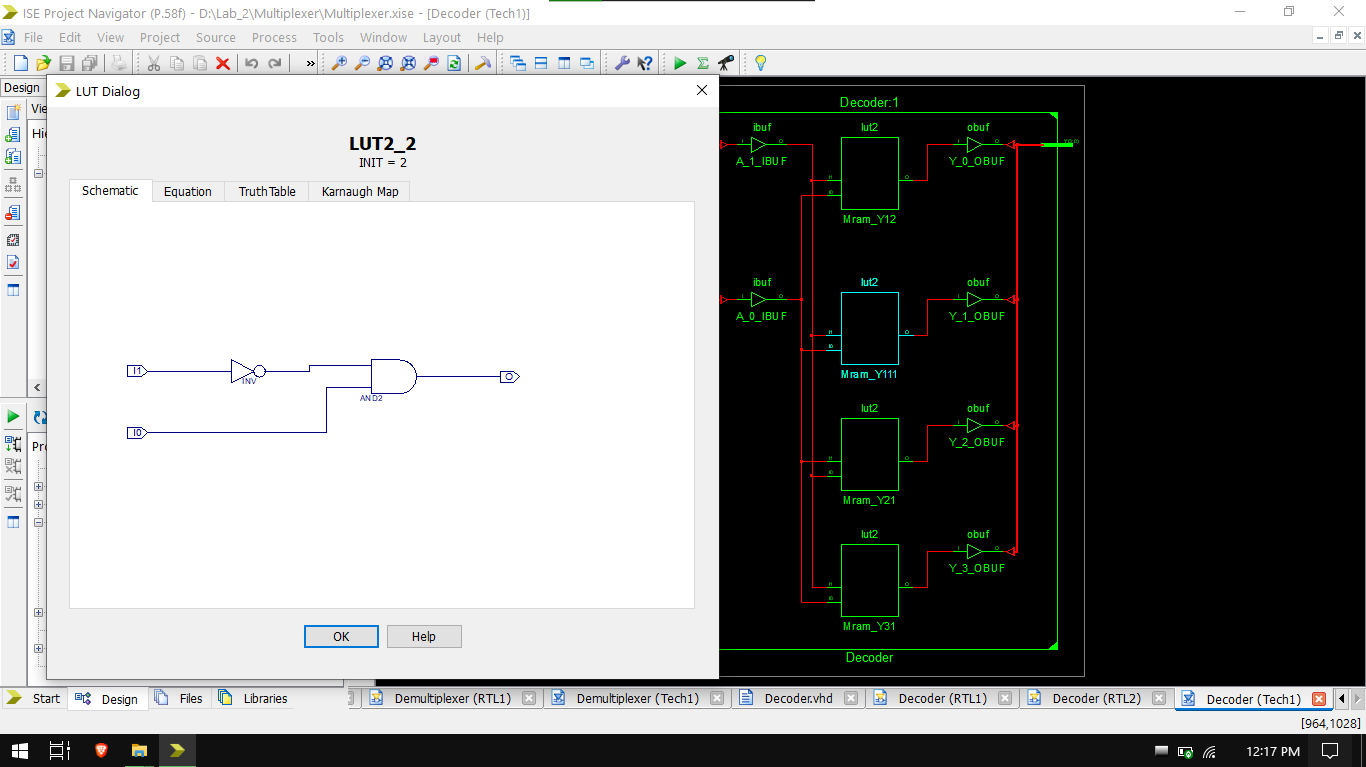 ISE Project Navigator (P.58f) - D:\Lab_2\Multiplexer\Multiplexer.xise - [Decoder (Tech1)]
File Edit View Project Source Process Tools Window Layout Help
»
Design
LUT Dialog
LUT2_2
INIT = 2
Schematic Equation TruthTable Karnaugh Map
I1
INV
AND2
O
I0
OK Help
Decoder:1
ibuf lut2 obuf
I O I1 I O
A_1_IBUF Y_0_OBUF
I0 O
Mram_Y12
ibuf lut2 obuf
I O I O
A_0_IBUF Y_1_OBUF
Mram_Y111
lut2 obuf
Y_2_OBUF
Mram_Y21
lut2 obuf
Y_3_OBUF
Mram_Y31
Decoder
Start Design Files Libraries
Demultiplexer (RTL1) Demultiplexer (Tech1) Decoder.vhd Decoder (RTL1) Decoder (RTL2) Decoder (Tech1)
[964,1028]
12:17 PM